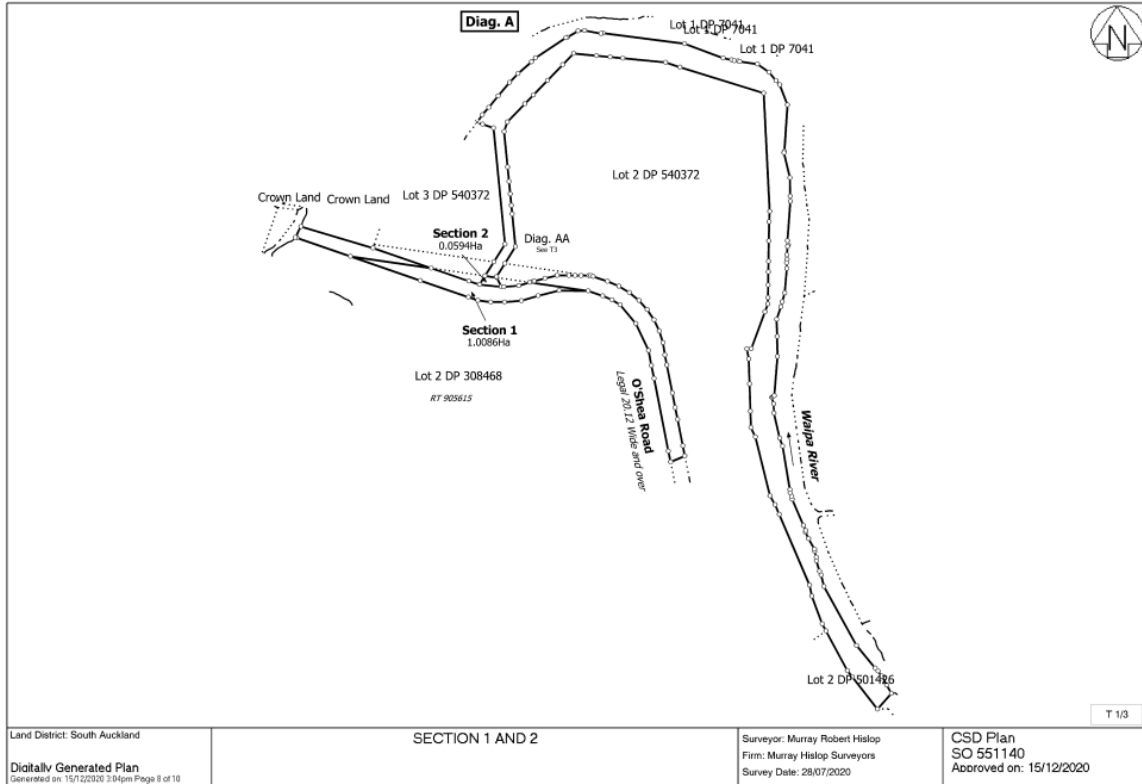 Diag. A
Lot 1 DP 7041
Lot 1 DP 7041
Lot 1 DP 7041
Lot 2 DP 540372
Crown Land
Crown Land
Lot 3 DP 540372
Section 2
0.0594Ha
Diag. AA
See T3
Section 1
1.0086Ha
Lot 2 DP 308468
RT 905615
O'Shea Road
Legal 20.12 Wide and over
Waipa River
Lot 2 DP 501426
T 1/3
Land District: South Auckland
Digitally Generated Plan
Generated on: 15/12/2020 3:04pm Page 8 of 10
SECTION 1 AND 2
Surveyor: Murray Robert Hislop
Firm: Murray Hislop Surveyors
Survey Date: 28/07/2020
CSD Plan
SO 551140
Approved on: 15/12/2020